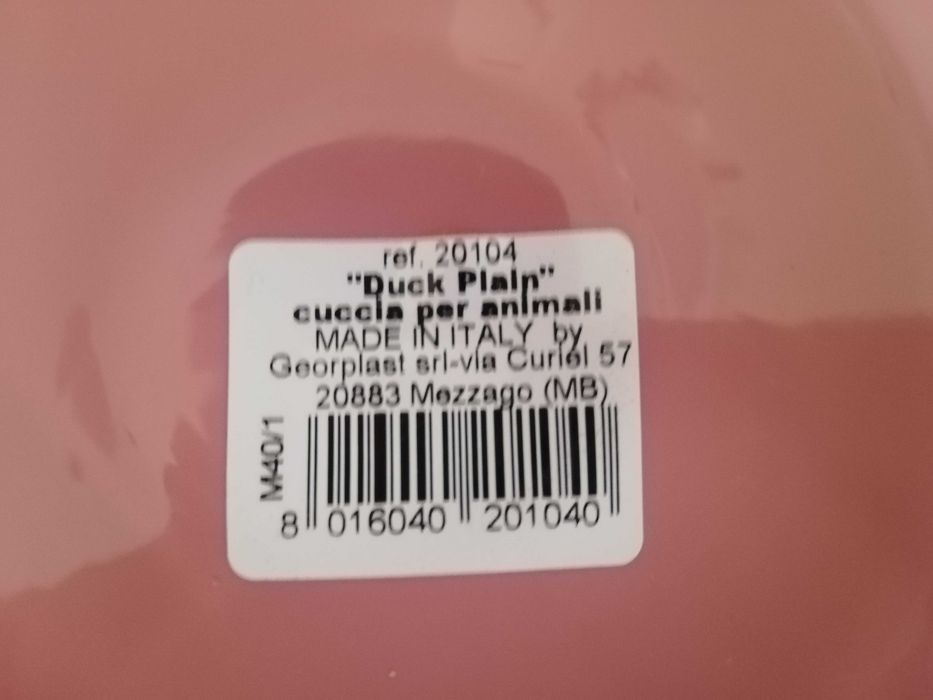 ref. 20104
"Duck Plain"
cuccia per animali
MADE IN ITALY by
Georplast srl-via Curiel 57
20883 Mezzago (MB)
M40/1
8 016040 201040